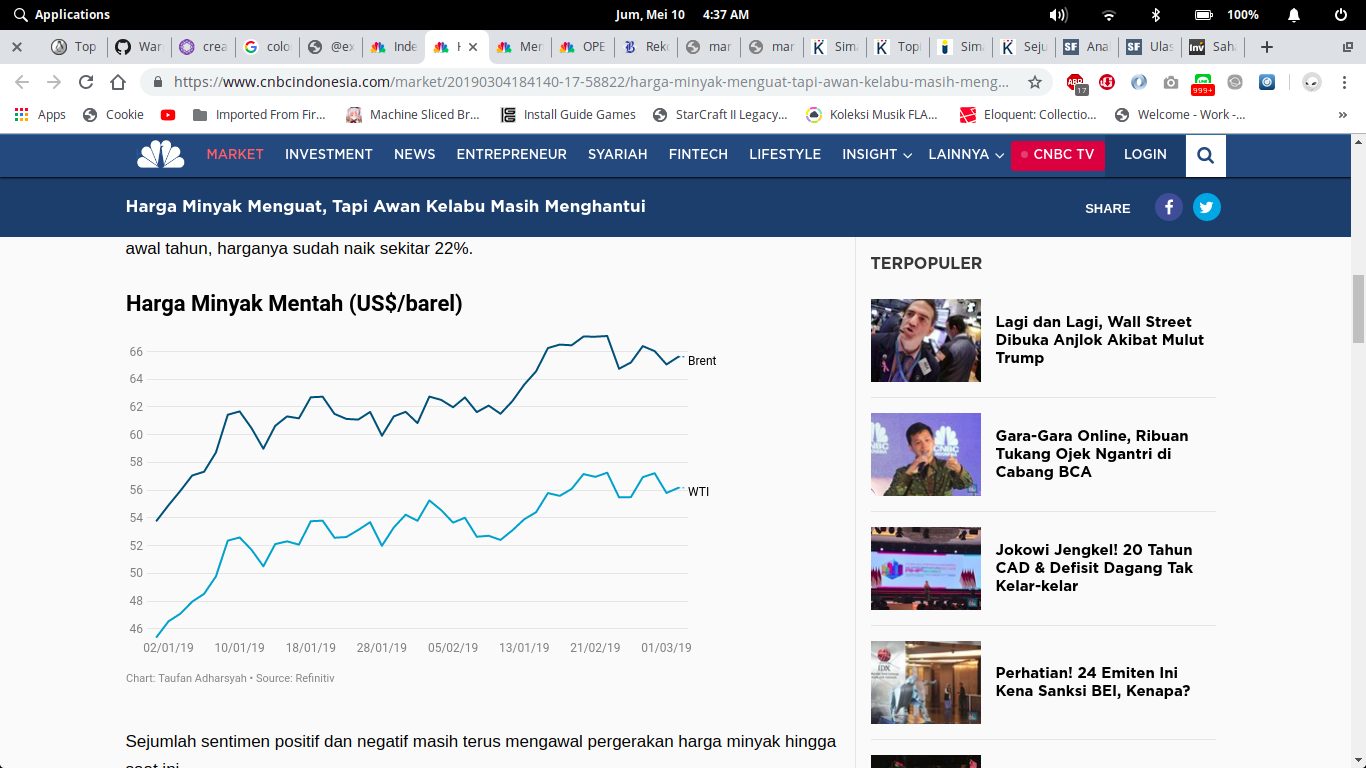 Applications
Jum, Mei 10 4:37 AM
100%
Top
War
crea
colo
@ex
Inde
Mer
OPE
Reko
mar
mar
Sima
Topi
Sima
Seju
Ana
Ulas
Saha
https://www.cnbcindonesia.com/market/20190304184140-17-58822/harga-minyak-menguat-tapi-awan-kelabu-masih-meng...
ABP
17
999+
Apps
Cookie
Imported From Fir...
Machine Sliced Br...
Install Guide Games
StarCraft II Legacy...
Koleksi Musik FLA...
Eloquent: Collectio...
Welcome - Work -...
»
MARKET INVESTMENT NEWS ENTREPRENEUR SYARIAH FINTECH LIFESTYLE INSIGHT LAINNYA CNBC TV LOGIN
Harga Minyak Menguat, Tapi Awan Kelabu Masih Menghantui
SHARE
awal tahun, harganya sudah naik sekitar 22%.
Harga Minyak Mentah (US$/barel)
66
64
62
60
58
56
54
52
50
48
46
Brent
WTI
02/01/19 10/01/19 18/01/19 28/01/19 05/02/19 13/01/19 21/02/19 01/03/19
Chart: Taufan Adharsyah • Source: Refinitiv
Sejumlah sentimen positif dan negatif masih terus mengawal pergerakan harga minyak hingga
saat ini
TERPOPULER
Lagi dan Lagi, Wall Street
Dibuka Anjlok Akibat Mulut
Trump
Gara-Gara Online, Ribuan
Tukang Ojek Ngantri di
Cabang BCA
Jokowi Jengkel! 20 Tahun
CAD & Defisit Dagang Tak
Kelar-kelar
Perhatian! 24 Emiten Ini
Kena Sanksi BEI, Kenapa?